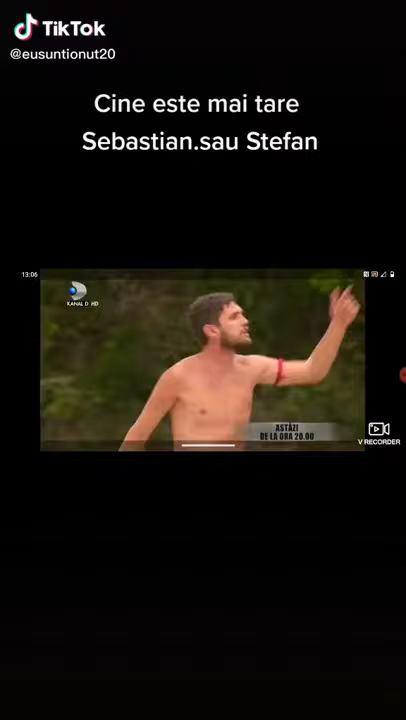 TikTok
@eusuntionut20
Cine este mai tare
Sebastian.sau Stefan
13:06
KANAL D HD
ASTĂZI
DE LA ORA 20.00
V RECORDER